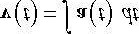 v(t) = ∫ a(t) dt